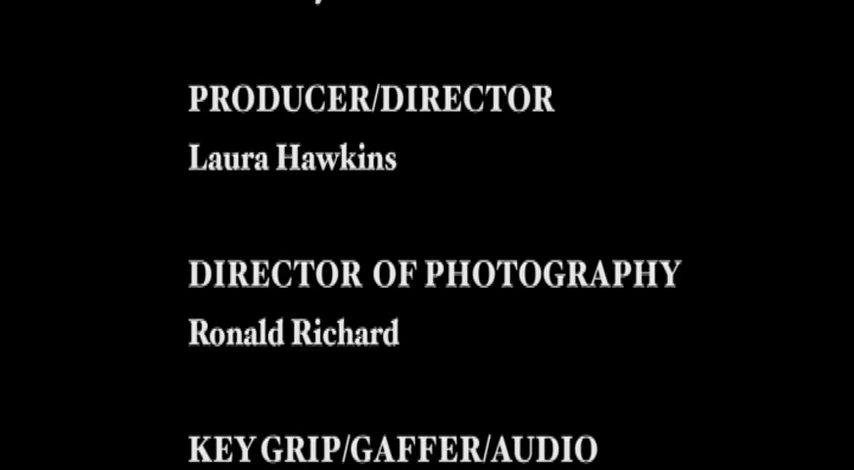 PRODUCER/DIRECTOR
Laura Hawkins
DIRECTOR OF PHOTOGRAPHY
Ronald Richard
KEY GRIP/GAFFER/AUDIO